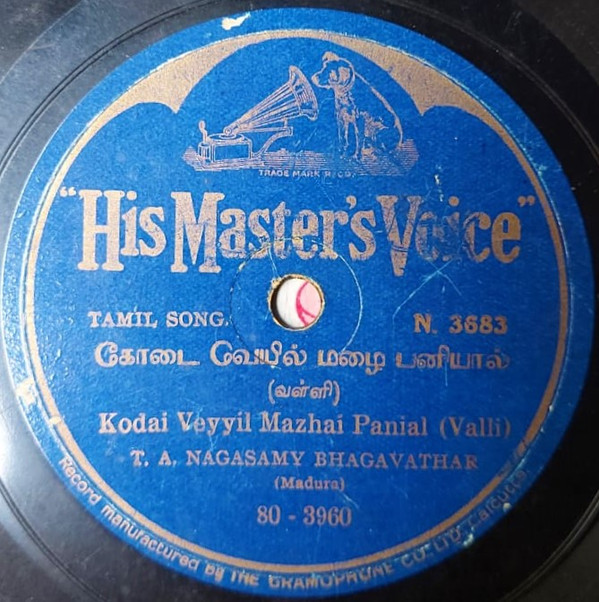 TRADE MARK REGD.
"His Master's Voice"
TAMIL SONG. N. 3683
கோடை வேயில் மழை பனியால்
(வள்ளி)
Kodai Veyyil Mazhai Panial (Valli)
T. A. NAGASAMY BHAGAVATHAR
(Madura)
80 - 3960
Record manufactured by THE GRAMOPHONE CO. LTD. Calcutta